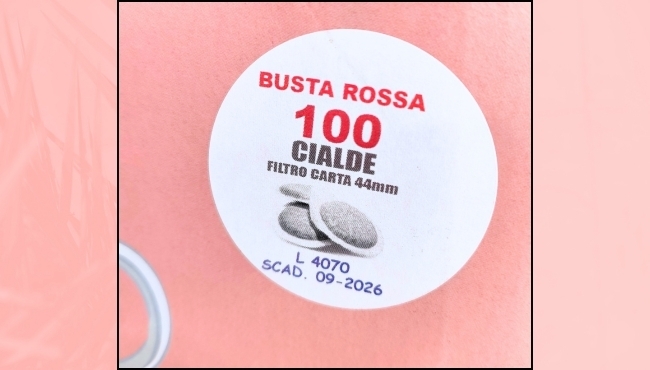 BUSTA ROSSA
100
CIALDE
FILTRO CARTA 44mm
L 4070
SCAD. 09-2026